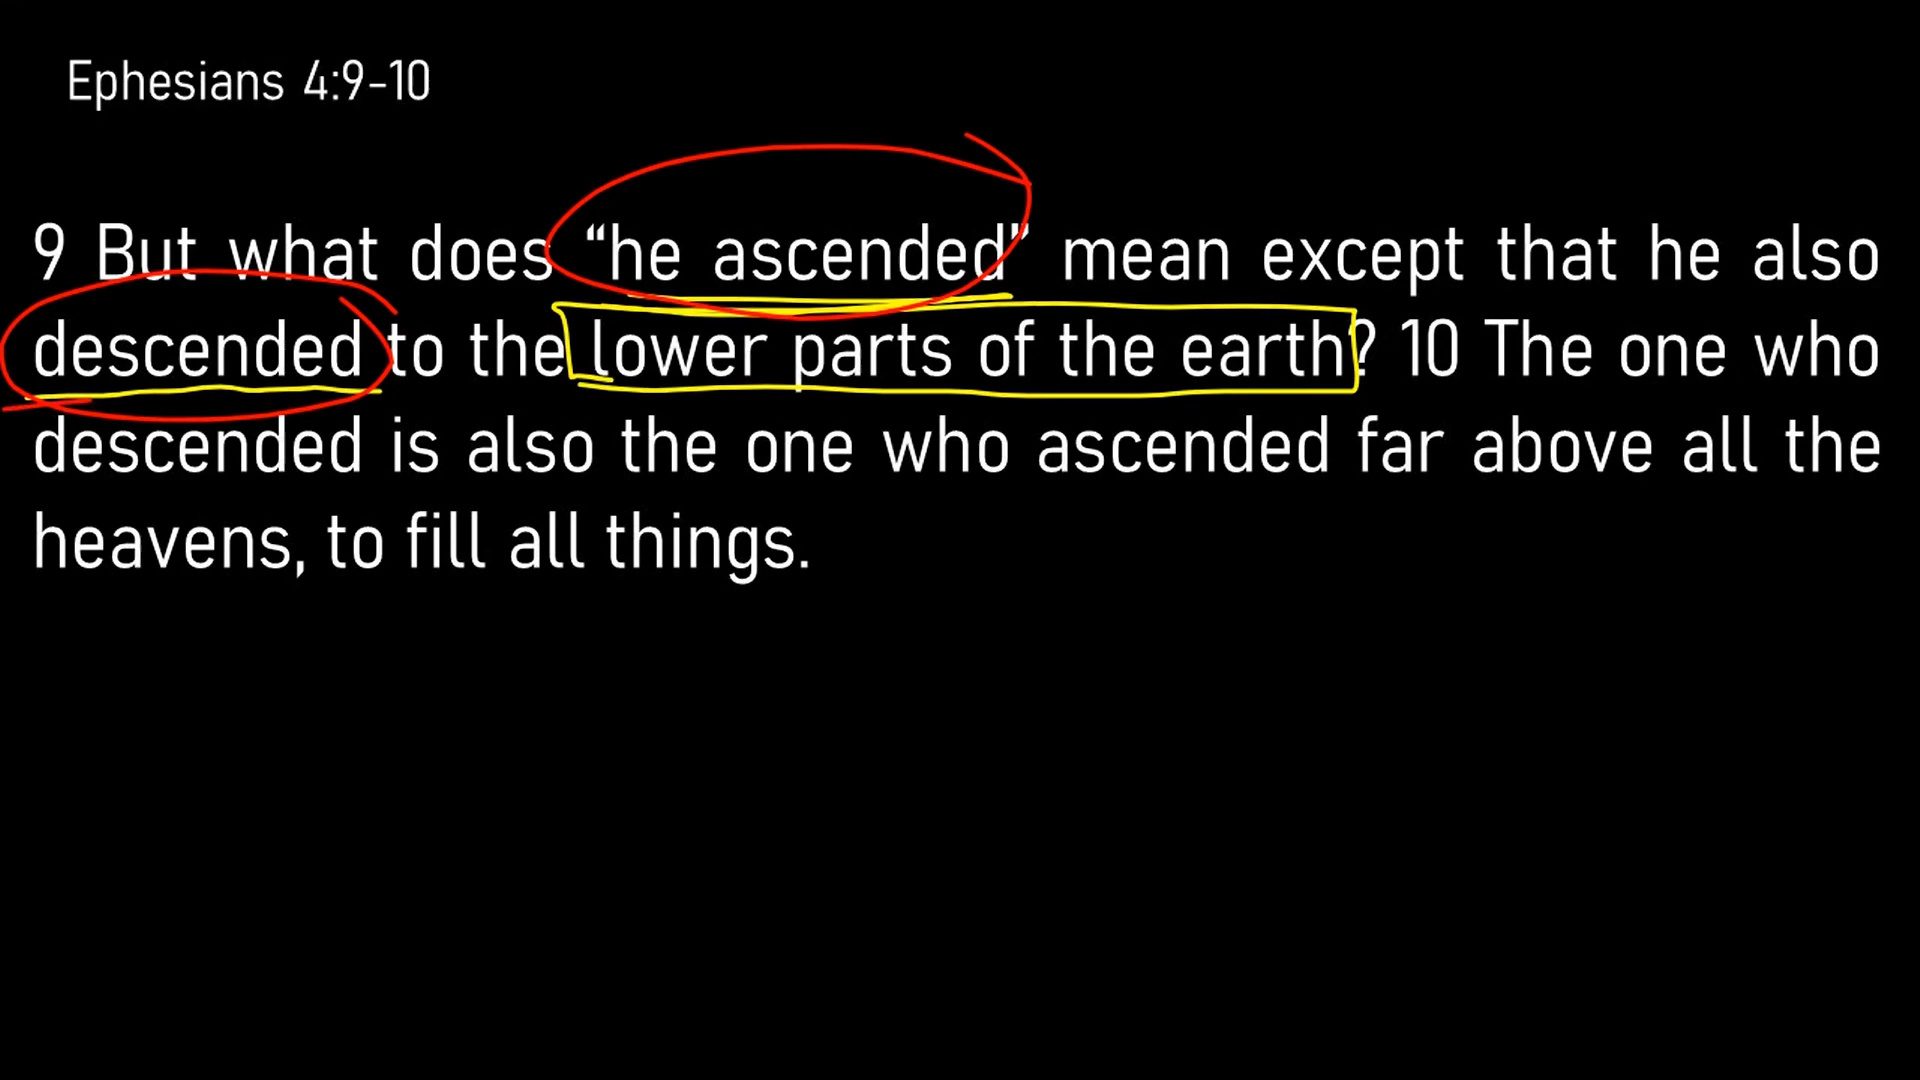 Ephesians 4:9-10
9 But what does “he ascended” mean except that he also
descended to the lower parts of the earth? 10 The one who
descended is also the one who ascended far above all the
heavens, to fill all things.